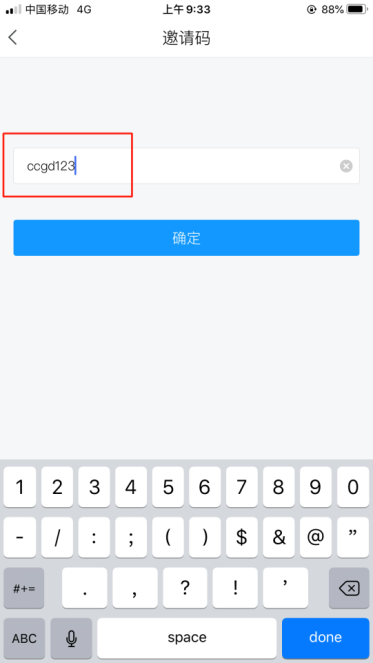 中国移动 4G 上午9:33 88%
邀请码
ccgd123
确定
1 2 3 4 5 6 7 8 9 0
- / : ; ( ) $ & @ ”
#+= . , ? ! ’
ABC space done